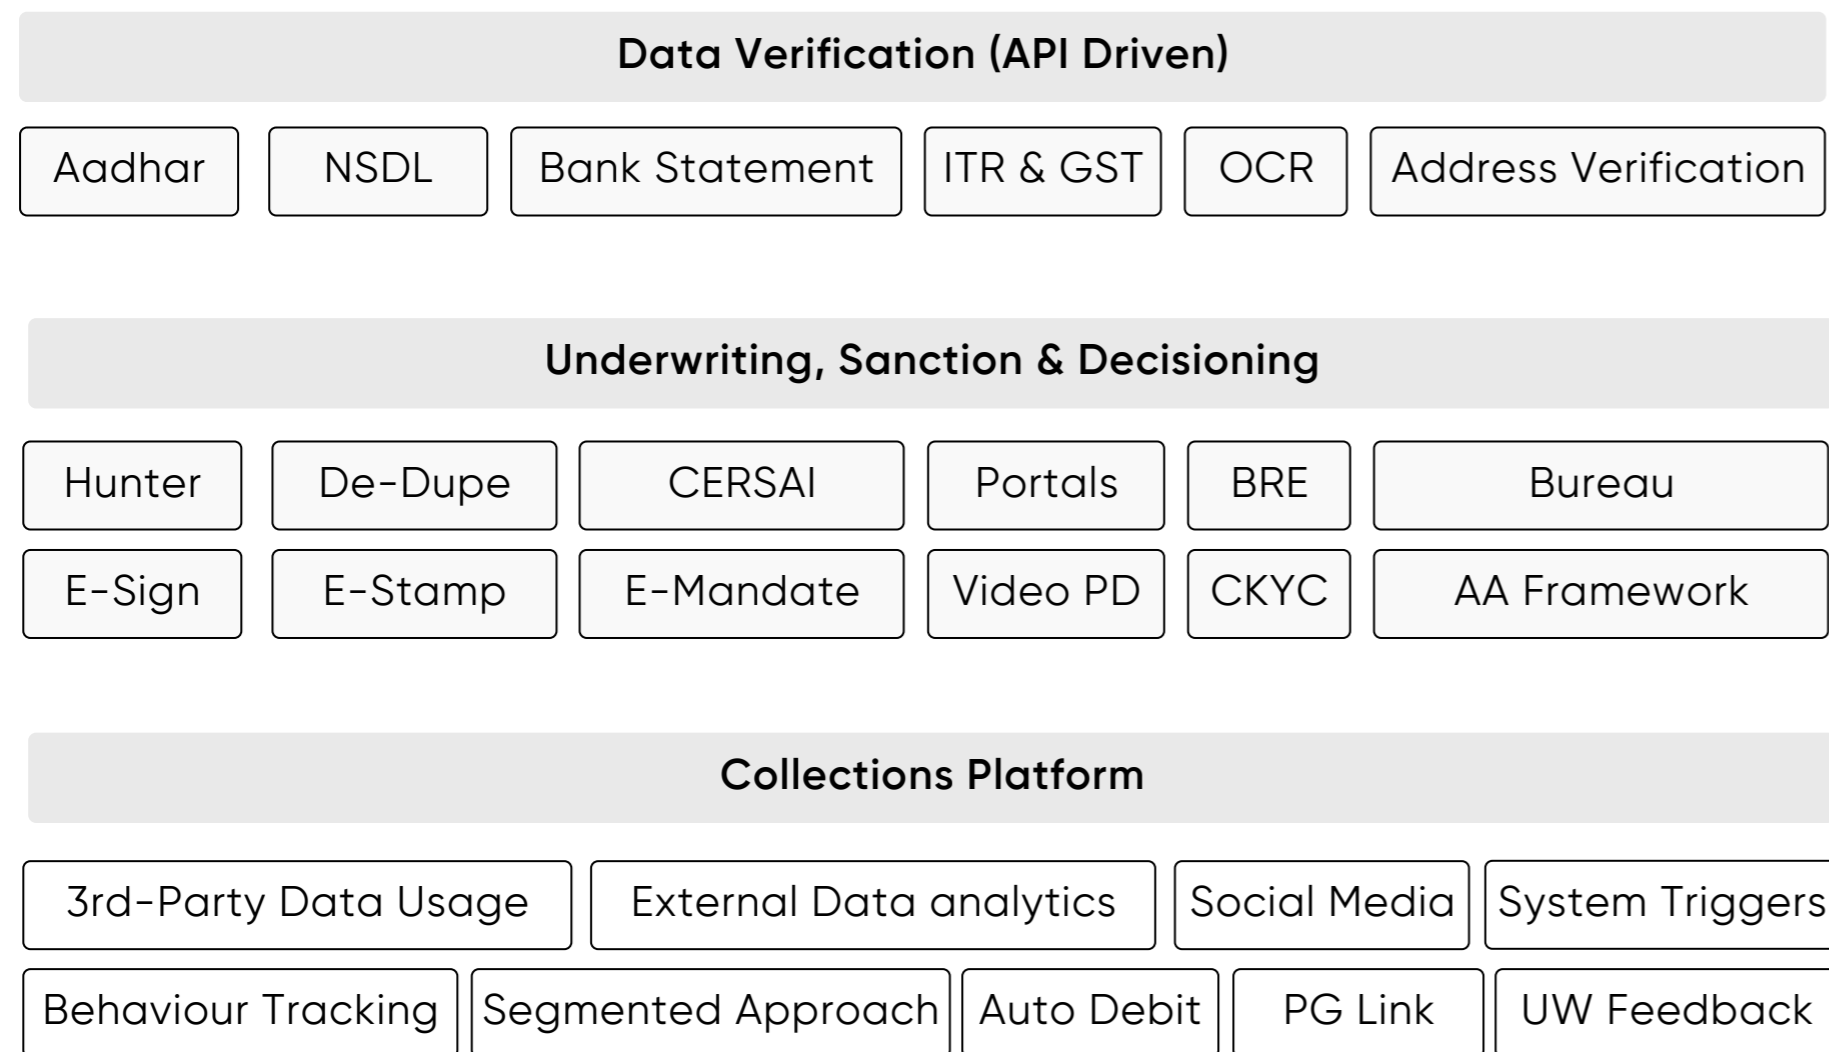 Data Verification (API Driven)
Aadhar NSDL Bank Statement ITR & GST OCR Address Verification
Underwriting, Sanction & Decisioning
Hunter De-Dupe CERSAI Portals BRE Bureau
E-Sign E-Stamp E-Mandate Video PD CKYC AA Framework
Collections Platform
3rd-Party Data Usage External Data analytics Social Media System Triggers
Behaviour Tracking Segmented Approach Auto Debit PG Link UW Feedback